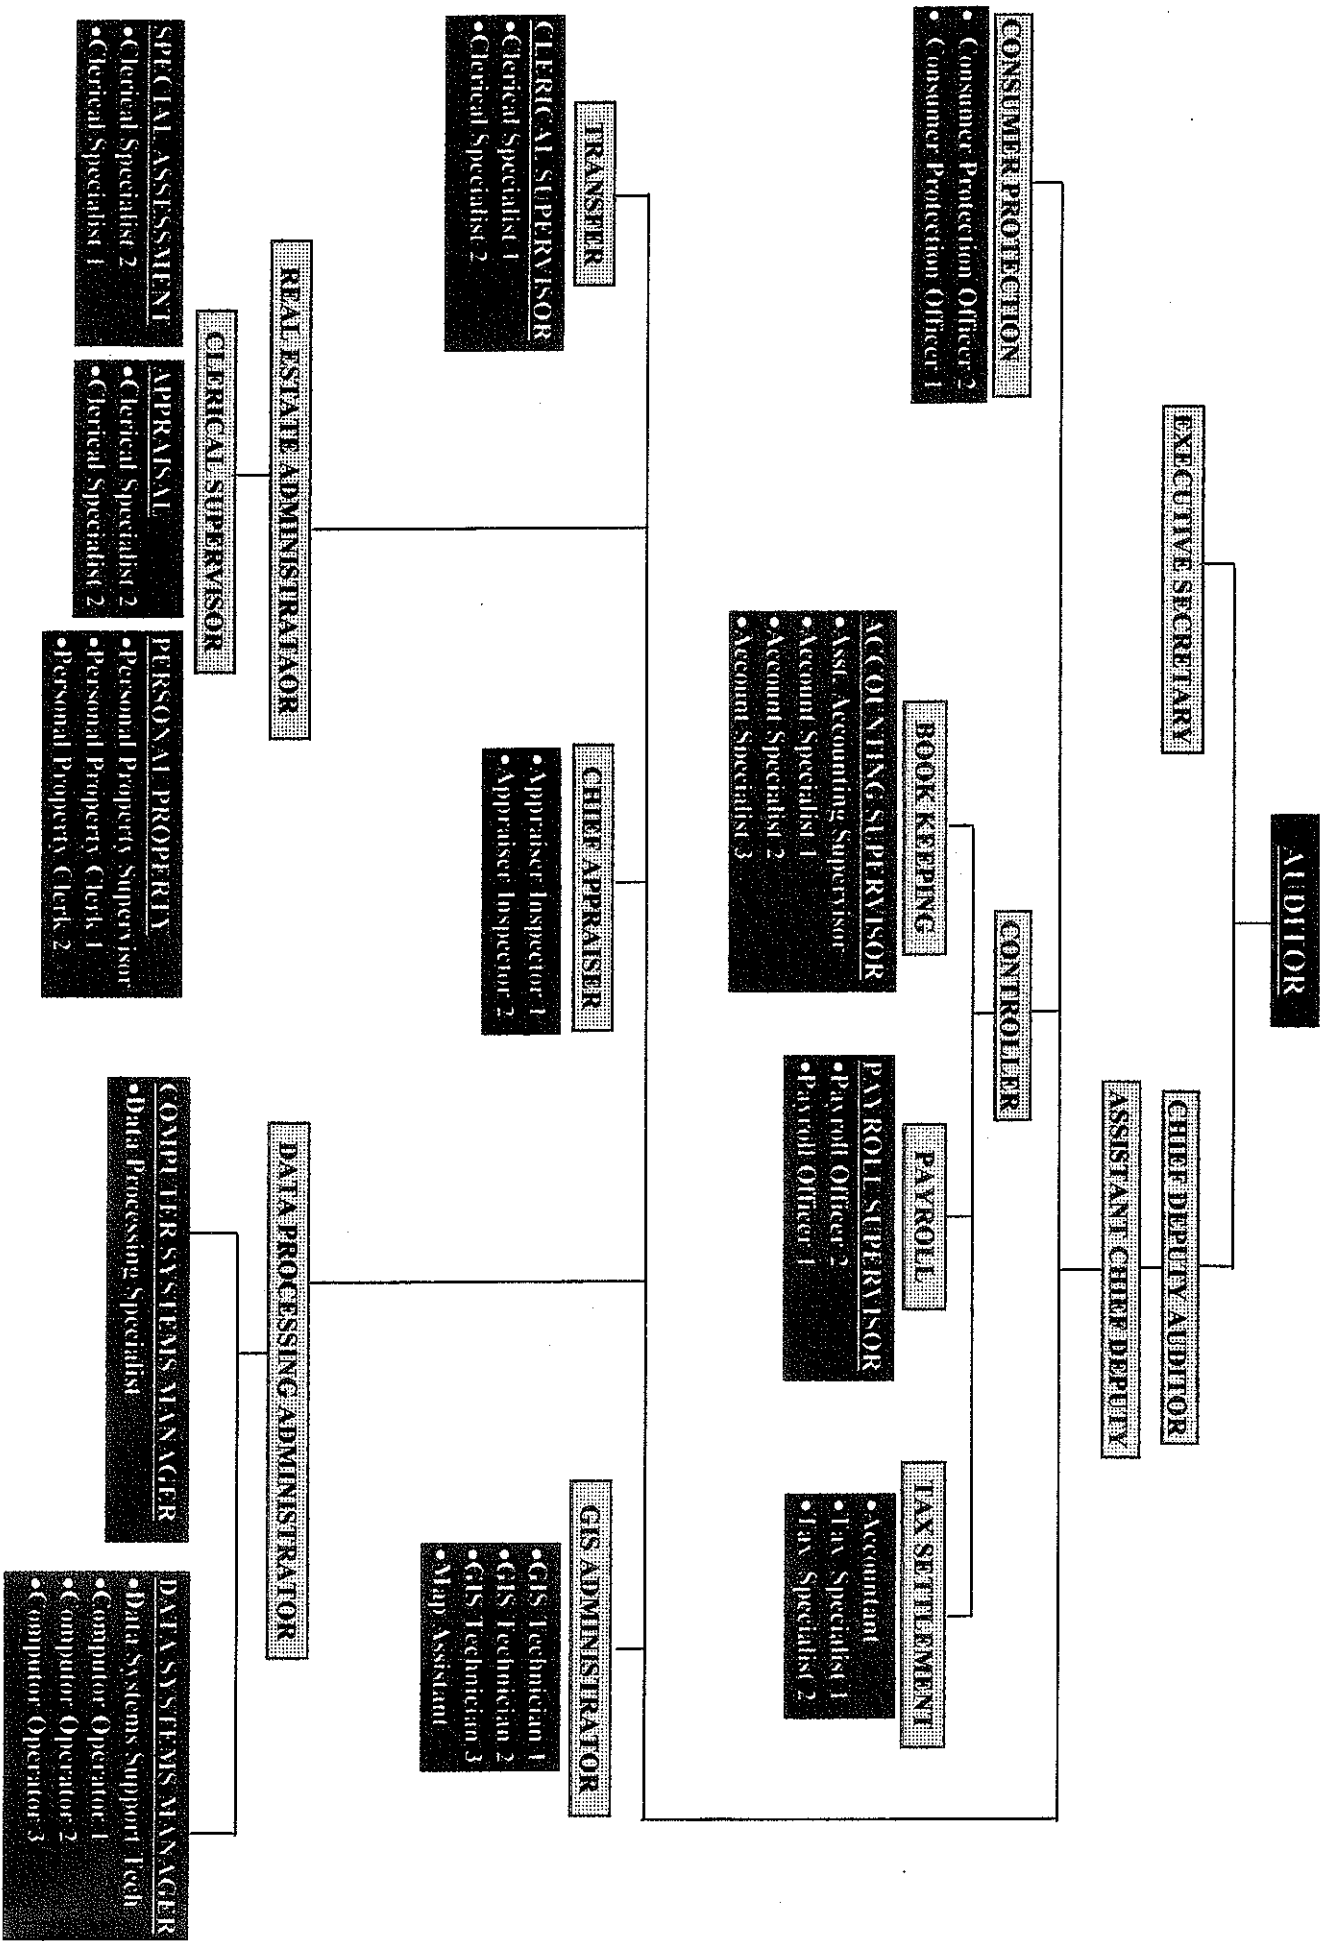 AUDITOR
EXECUTIVE SECRETARY
CHIEF DEPUTY AUDITOR
ASSISTANT CHIEF DEPUTY
CONSUMER PROTECTION
• Consumer Protection Officer 2
• Consumer Protection Officer 1
CONTROLLER
BOOK KEEPING
ACCOUNTING SUPERVISOR
• Asst. Accounting Supervisor
• Account Specialist 1
• Account Specialist 2
• Account Specialist 3
PAYROLL
PAYROLL SUPERVISOR
• Payroll Officer 2
• Payroll Officer 1
TAX SETTLEMENT
• Accountant
• Tax Specialist 1
• Tax Specialist 2
TRANSFER
CLERICAL SUPERVISOR
• Clerical Specialist 1
• Clerical Specialist 2
CHIEF APPRAISER
• Appraiser Inspector 1
• Appraiser Inspector 2
GIS ADMINISTRATOR
• GIS Technician 1
• GIS Technician 2
• GIS Technician 3
• Map Assistant
REAL ESTATE ADMINISTRATAOR
CLERICAL SUPERVISOR
SPECIAL ASSESSMENT
• Clerical Specialist 2
• Clerical Specialist 1
APPRAISAL
• Clerical Specialist 2
• Clerical Specialist 2
PERSONAL PROPERTY
• Personal Property Supervisor
• Personal Property Clerk 1
• Personal Property Clerk 2
DATA PROCESSING ADMINISTRATOR
COMPUTER SYSTEMS MANAGER
• Data Processing Specialist
DATA SYSTEMS MANAGER
• Data Systems Support Tech
• Computor Operator 1
• Computor Operator 2
• Computor Operator 3